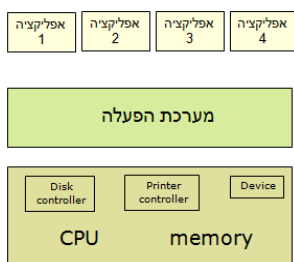 אפליקציה אפליקציה אפליקציה אפליקציה
1 2 3 4
מערכת הפעלה
Disk Printer Device
controller controller
CPU memory